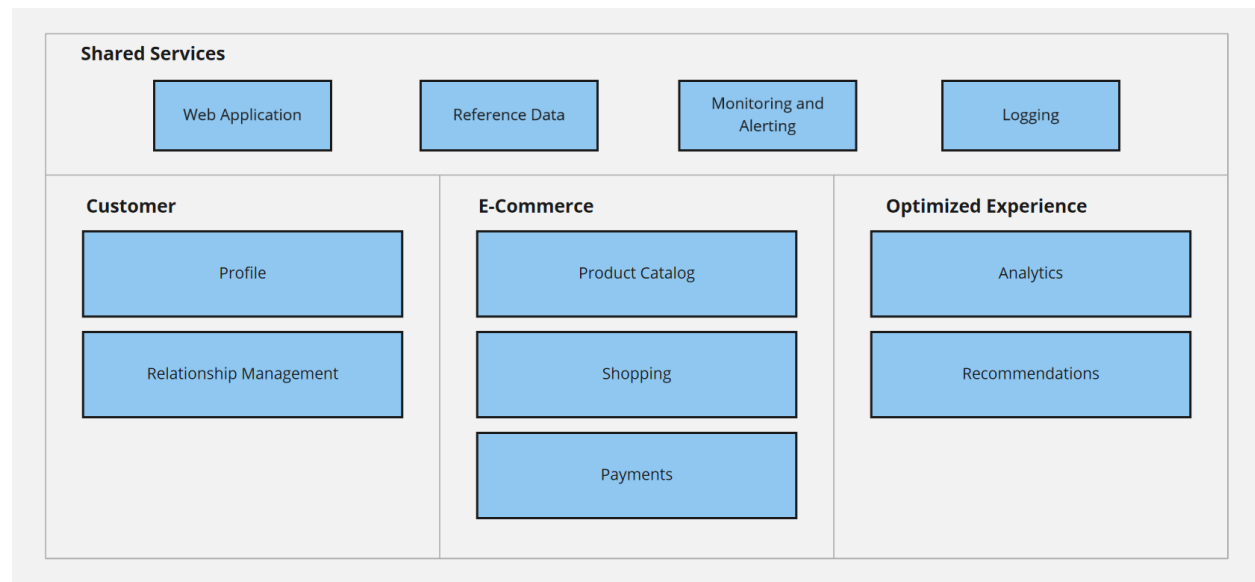 Shared Services
Web Application
Reference Data
Monitoring and
Alerting
Logging
Customer
Profile
Relationship Management
E-Commerce
Product Catalog
Shopping
Payments
Optimized Experience
Analytics
Recommendations